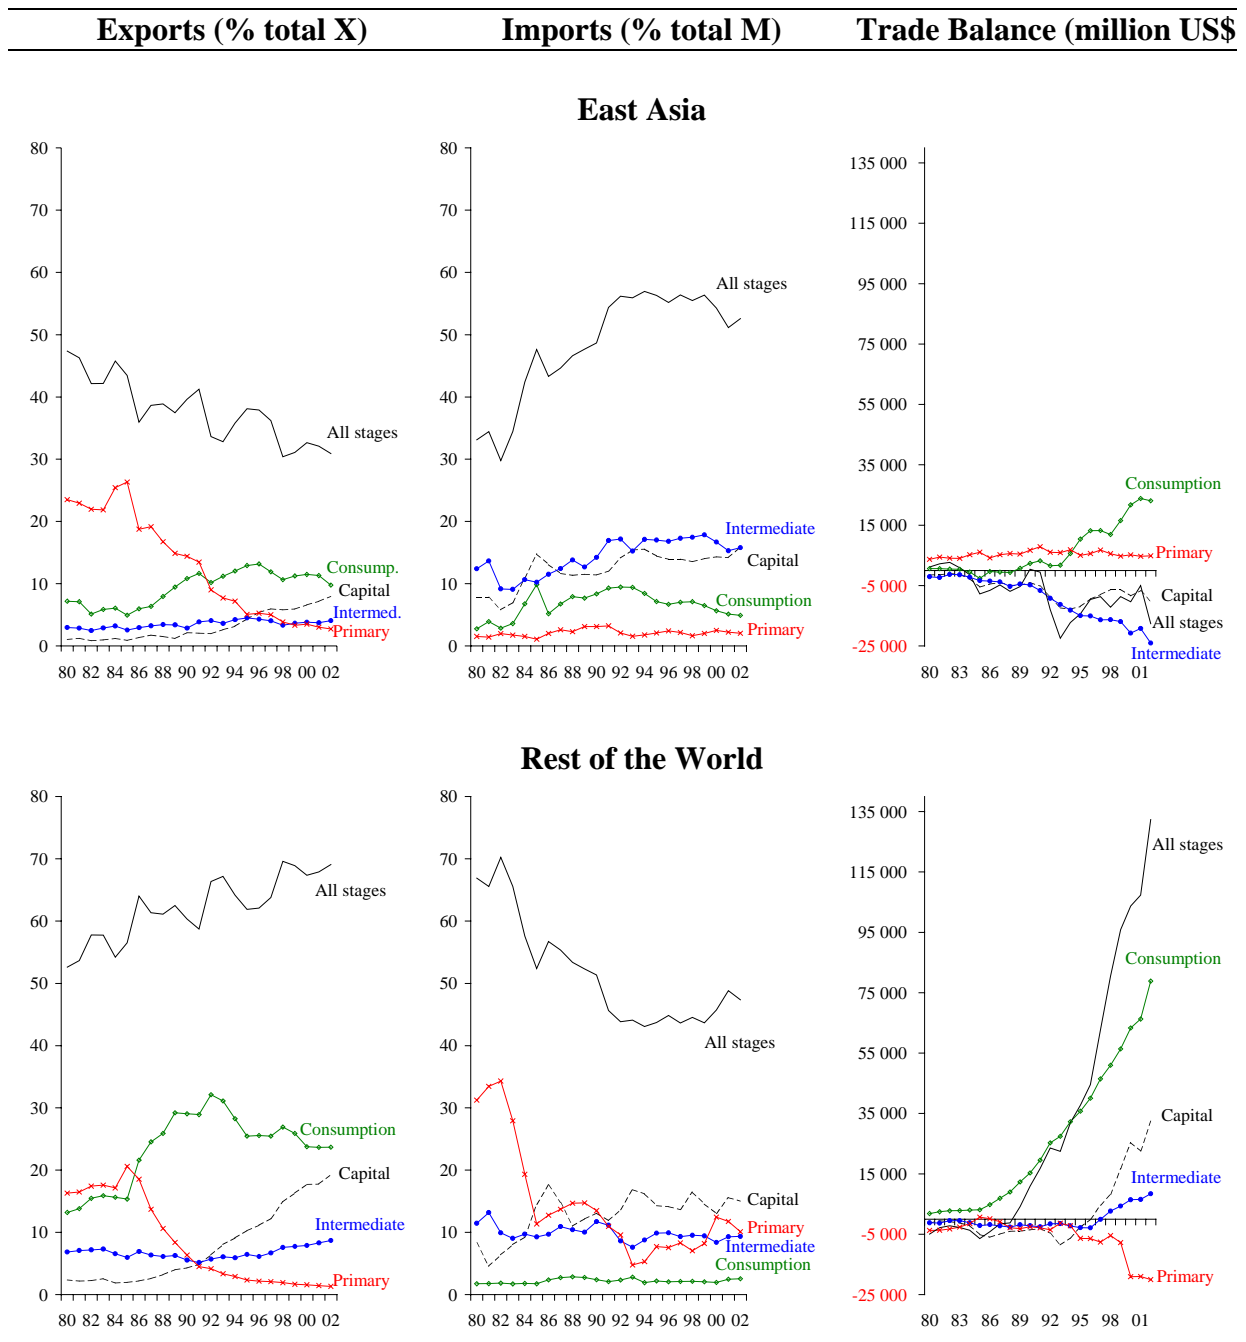 Exports (% total X) Imports (% total M) Trade Balance (million US$
East Asia
80
70
60
50
40
30
20
10
0
All stages
Consump.
Capital
Intermed.
Primary
80 82 84 86 88 90 92 94 96 98 00 02
80
70
60
50
40
30
20
10
0
All stages
Intermediate
Capital
Consumption
Primary
80 82 84 86 88 90 92 94 96 98 00 02
135 000
115 000
95 000
75 000
55 000
35 000
15 000
-5 000
-25 000
Consumption
Primary
Capital
All stages
Intermediate
80 83 86 89 92 95 98 01
Rest of the World
80
70
60
50
40
30
20
10
0
All stages
Consumption
Capital
Intermediate
Primary
80 82 84 86 88 90 92 94 96 98 00 02
80
70
60
50
40
30
20
10
0
All stages
Capital
Primary
Intermediate
Consumption
80 82 84 86 88 90 92 94 96 98 00 02
135 000
115 000
95 000
75 000
55 000
35 000
15 000
-5 000
-25 000
All stages
Consumption
Capital
Intermediate
Primary
80 83 86 89 92 95 98 01